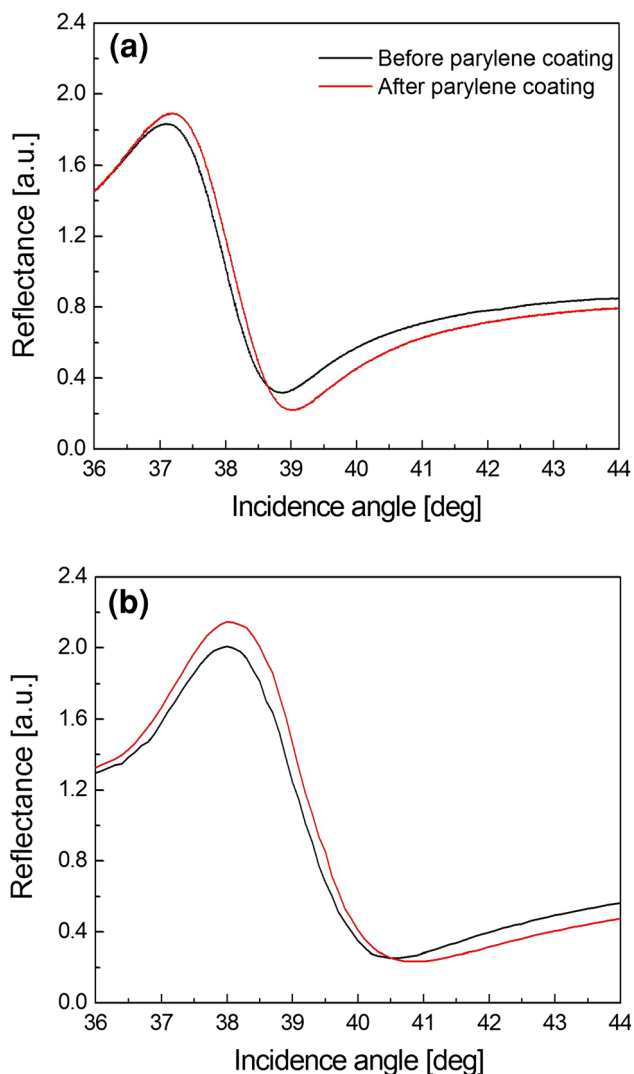 (a)
Before parylene coating
After parylene coating
2.4
2.0
1.6
1.2
0.8
0.4
0.0
Reflectance [a.u.]
36 37 38 39 40 41 42 43 44
Incidence angle [deg]
(b)
2.4
2.0
1.6
1.2
0.8
0.4
0.0
Reflectance [a.u.]
36 37 38 39 40 41 42 43 44
Incidence angle [deg]